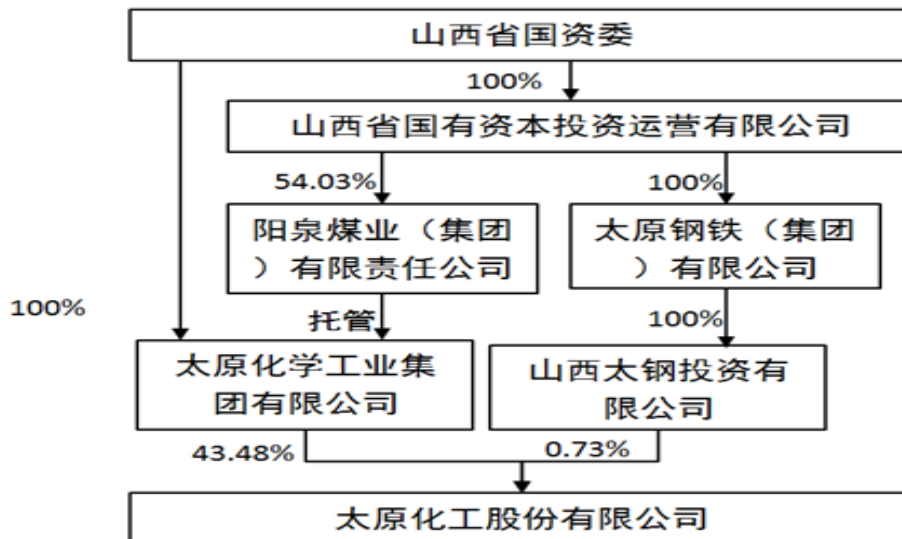 山西省国资委
100%
山西省国有资本投资运营有限公司
54.03%
100%
阳泉煤业（集团
）有限责任公司
太原钢铁（集团
）有限公司
100%
托管
100%
太原化学工业集
团有限公司
山西太钢投资有
限公司
43.48%
0.73%
太原化工股份有限公司